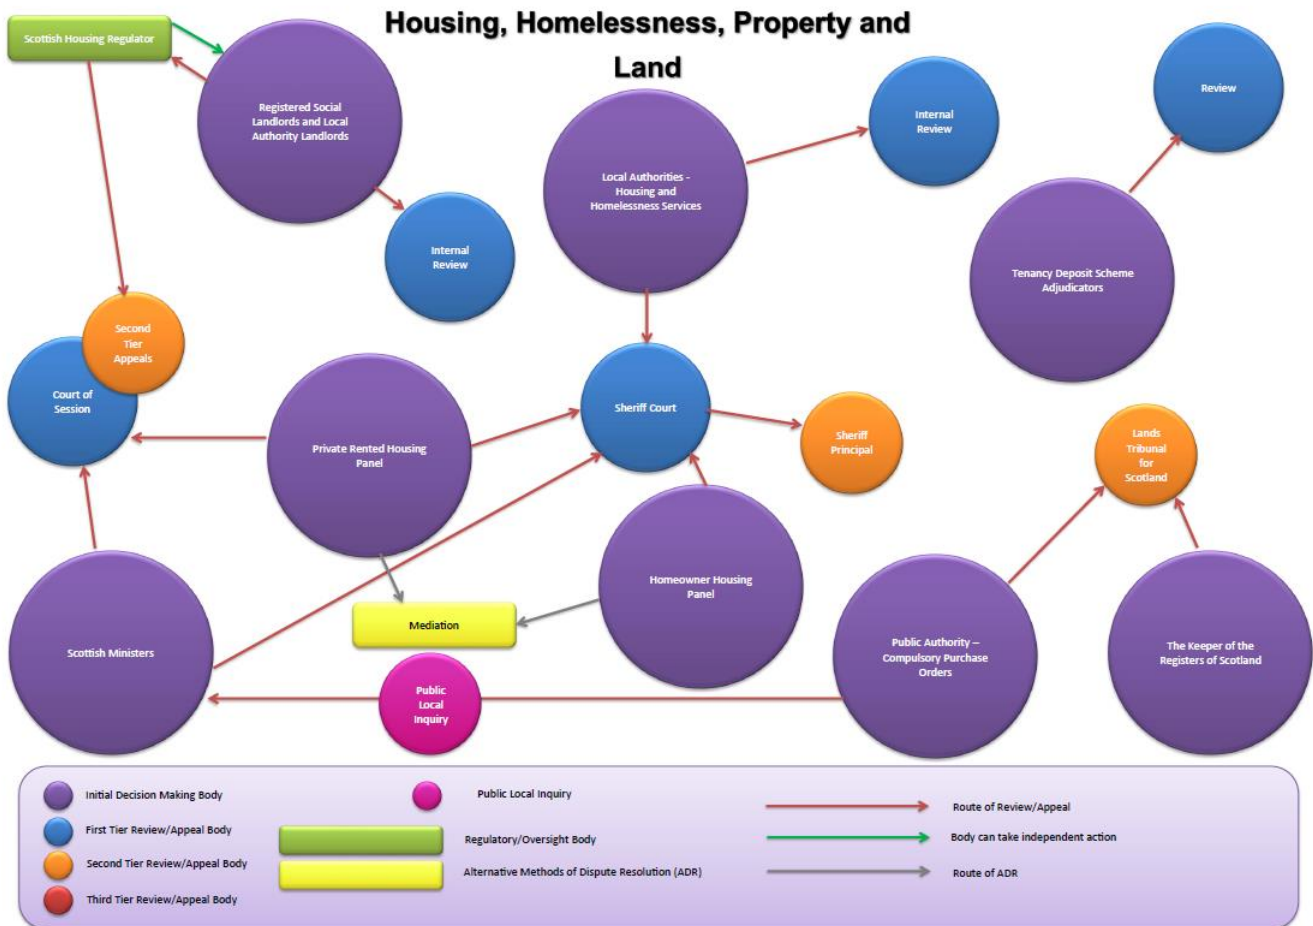 Housing, Homelessness, Property and
Land
Scottish Housing Regulator
Registered Social
Landlords and Local
Authority Landlords
Internal
Review
Local Authorities -
Housing and
Homelessness Services
Internal
Review
Review
Tenancy Deposit Scheme
Adjudicators
Second
Tier
Appeals
Court of
Session
Private Rented Housing
Panel
Sheriff Court
Sheriff
Principal
Lands
Tribunal
for
Scotland
Scottish Ministers
Mediation
Homeowner Housing
Panel
Public
Local
Inquiry
Public Authority –
Compulsory Purchase
Orders
The Keeper of the
Registers of Scotland
Initial Decision Making Body
First Tier Review/Appeal Body
Second Tier Review/Appeal Body
Third Tier Review/Appeal Body
Public Local Inquiry
Regulatory/Oversight Body
Alternative Methods of Dispute Resolution (ADR)
Route of Review/Appeal
Body can take independent action
Route of ADR